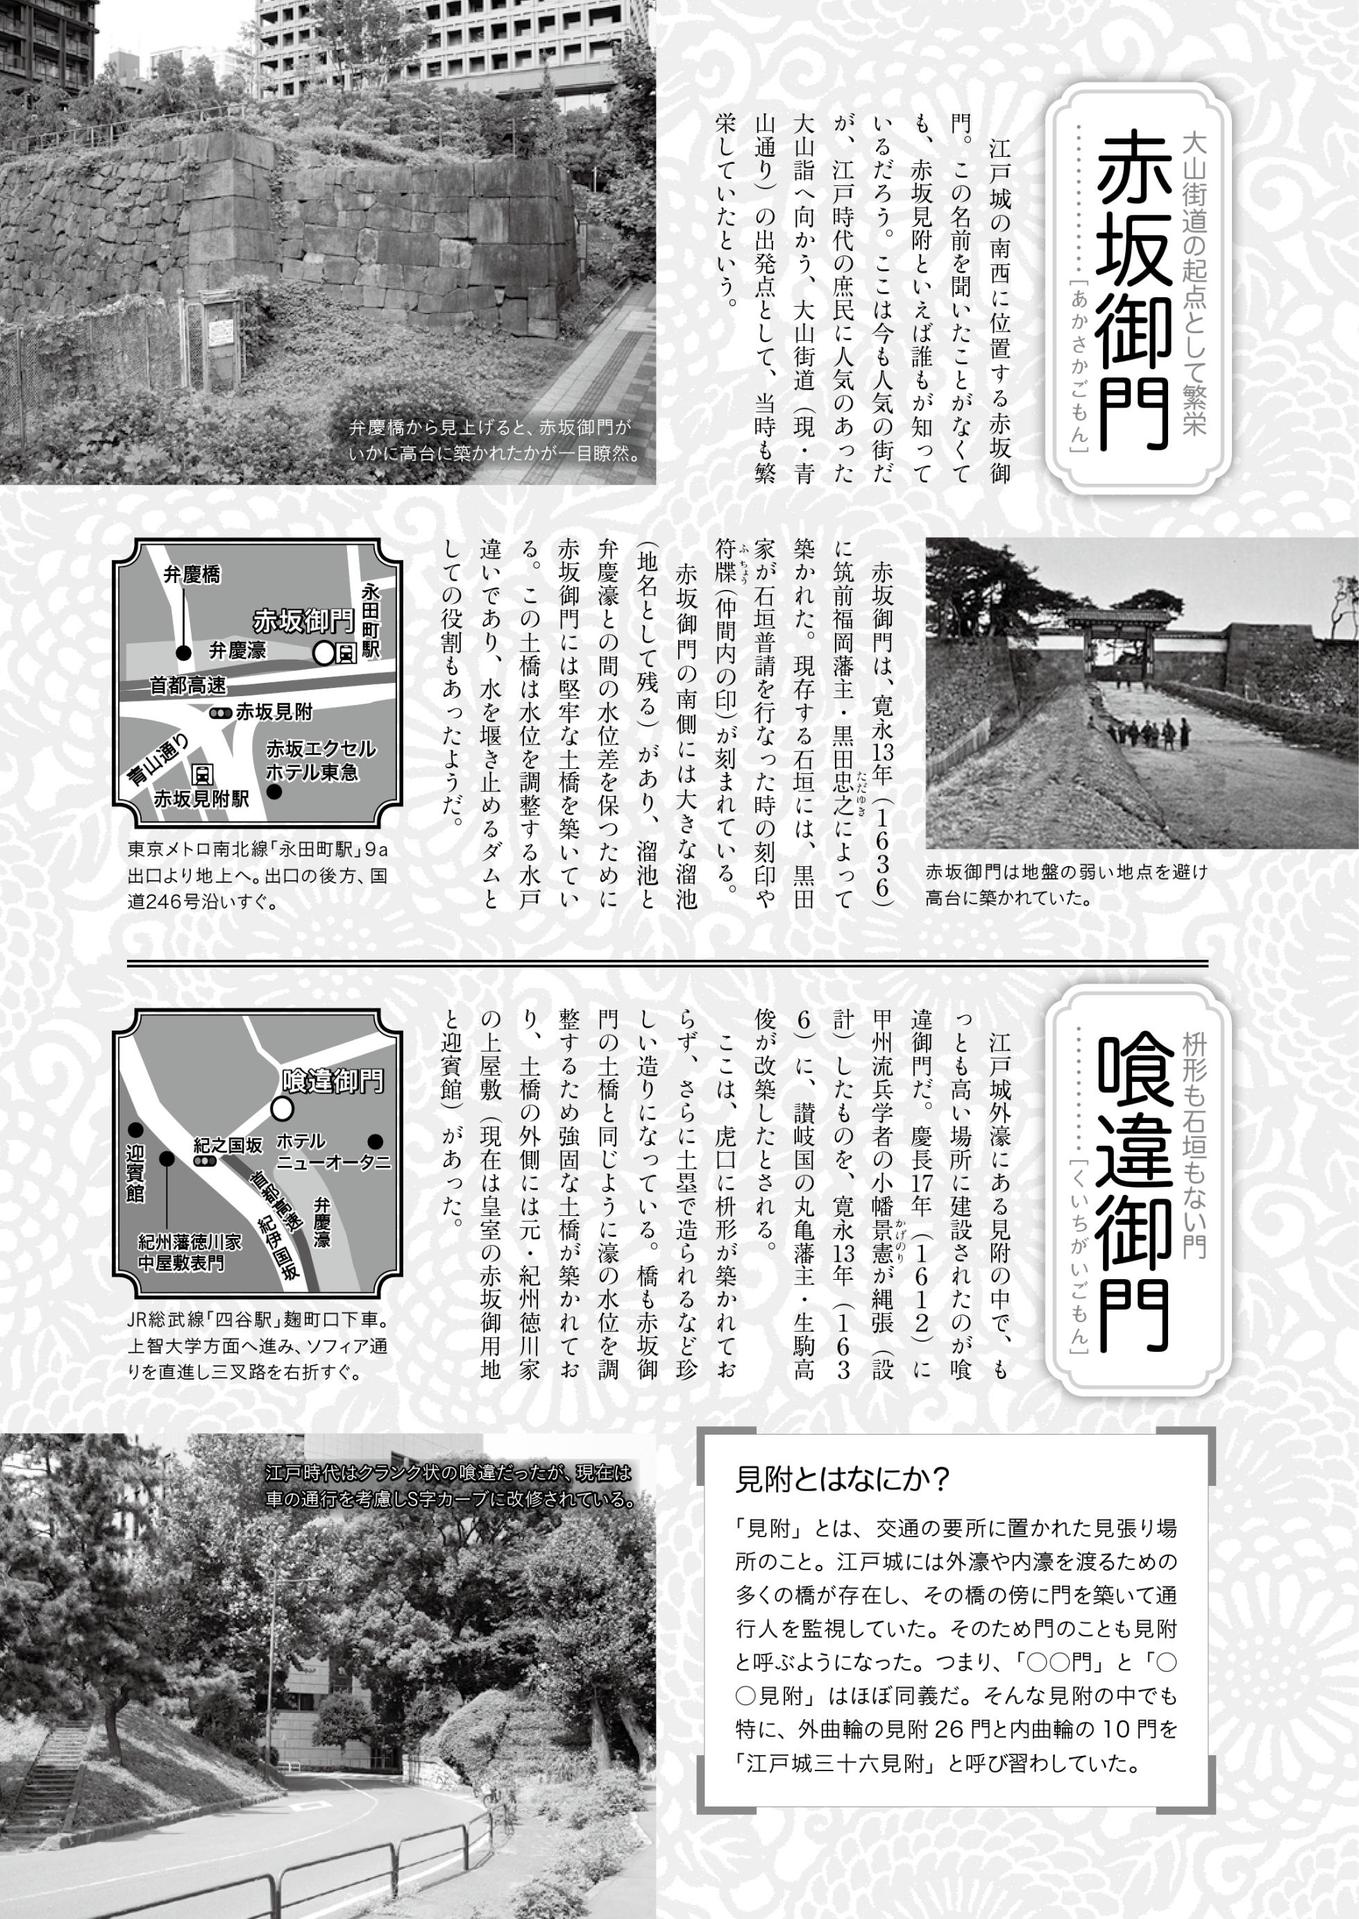 大山街道の起点として繁栄
赤坂御門
[あかさかごもん]
江戸城の南西に位置する赤坂御
門。この名前を聞いたことがなくて
も、赤坂見附といえば誰もが知って
いるだろう。ここは今も人気の街だ
が、江戸時代の庶民に人気のあった
大山詣へ向かう、大山街道（現・青
山通り）の出発点として、当時も繁
栄していたという。
弁慶橋から見上げると、赤坂御門が
いかに高台に築かれたかが一目瞭然。
赤坂御門は地盤の弱い地点を避け
高台に築かれていた。
赤坂御門は、寛永13年（1636）
に筑前福岡藩主・黒田忠之によって
ただゆき
築かれた。現存する石垣には、黒田
家が石垣普請を行なった時の刻印や
符牒（仲間内の印）が刻まれている。
ふちょう
赤坂御門の南側には大きな溜池
（地名として残る）があり、溜池と
弁慶濠との間の水位差を保つために
赤坂御門には堅牢な土橋を築いてい
る。この土橋は水位を調整する水戸
違いであり、水を堰き止めるダムと
しての役割もあったようだ。
弁慶橋
永田町駅
赤坂御門
弁慶濠
首都高速
赤坂見附
青山通り
赤坂エクセル
ホテル東急
赤坂見附駅
東京メトロ南北線「永田町駅」9a
出口より地上へ。出口の後方、国
道246号沿いすぐ。
枡形も石垣もない門
喰違御門
[くいちがいごもん]
江戸城外濠にある見附の中で、も
っとも高い場所に建設されたのが喰
違御門だ。慶長17年（1612）に
甲州流兵学者の小幡景憲が縄張（設
かげのり
計）したものを、寛永13年（163
6）に、讃岐国の丸亀藩主・生駒高
俊が改築したとされる。
ここは、虎口に枡形が築かれてお
らず、さらに土塁で造られるなど珍
しい造りになっている。橋も赤坂御
門の土橋と同じように濠の水位を調
整するため強固な土橋が築かれてお
り、土橋の外側には元・紀州徳川家
の上屋敷（現在は皇室の赤坂御用地
と迎賓館）があった。
喰違御門
紀之国坂
ホテル
ニューオータニ
迎賓館
首都高速
紀伊国坂
弁慶濠
紀州藩徳川家
中屋敷表門
JR総武線「四谷駅」麹町口下車。
上智大学方面へ進み、ソフィア通
りを直進し三叉路を右折すぐ。
見附とはなにか？
「見附」とは、交通の要所に置かれた見張り場
所のこと。江戸城には外濠や内濠を渡るための
多くの橋が存在し、その橋の傍に門を築いて通
行人を監視していた。そのため門のことも見附
と呼ぶようになった。つまり、「○○門」と「○
○見附」はほぼ同義だ。そんな見附の中でも
特に、外曲輪の見附 26 門と内曲輪の 10 門を
「江戸城三十六見附」と呼び習わしていた。
江戸時代はクランク状の喰違だったが、現在は
車の通行を考慮しS字カーブに改修されている。